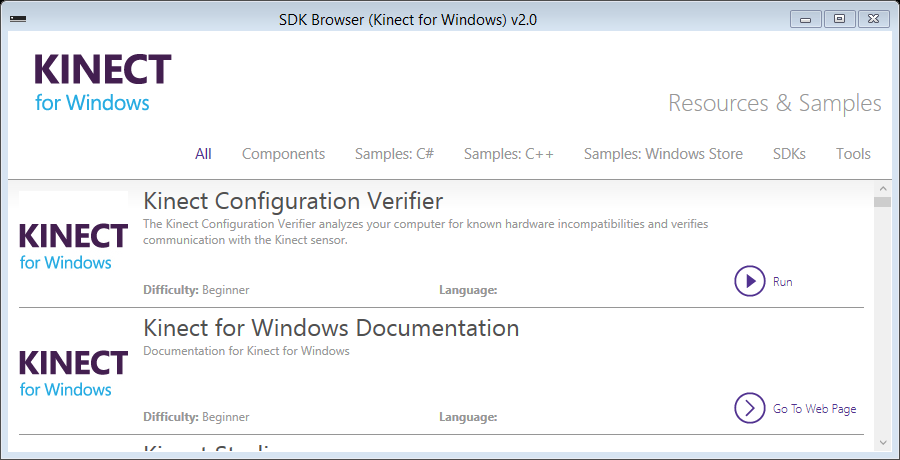 SDK Browser (Kinect for Windows) v2.0
KINECT
for Windows
Resources & Samples
All Components Samples: C# Samples: C++ Samples: Windows Store SDKs Tools
KINECT
for Windows
Kinect Configuration Verifier
The Kinect Configuration Verifier analyzes your computer for known hardware incompatibilities and verifies
communication with the Kinect sensor.
Difficulty: Beginner Language:
Run
KINECT
for Windows
Kinect for Windows Documentation
Documentation for Kinect for Windows
Difficulty: Beginner Language:
Go To Web Page
Kinect Studio